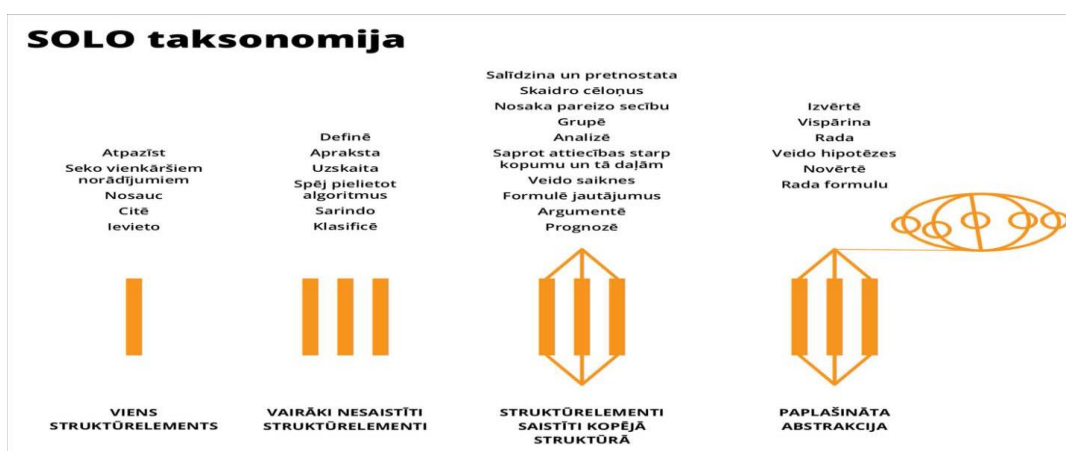 SOLO taksonomija
Atpazīst
Seko vienkāršiem
norādījumiem
Nosauc
Citē
Ievieto
VIENS
STRUKTŪRELEMENTS
Definē
Apraksta
Uzskaita
Spēj pielietot
algoritmus
Sarindo
Klasificē
VAIRĀKI NESAISTĪTI
STRUKTŪRELEMENTI
Salīdzina un pretnostata
Skaidro cēloņus
Nosaka pareizo secību
Grupē
Analizē
Saprot attiecības starp
kopumu un tā daļām
Veido saiknes
Formulē jautājumus
Argumentē
Prognozē
STRUKTŪRELEMENTI
SAISTĪTI KOPĒJĀ
STRUKTŪRĀ
Izvērtē
Vispārina
Rada
Veido hipotēzes
Novērtē
Rada formulu
PAPLAŠINĀTA
ABSTRAKCIJA